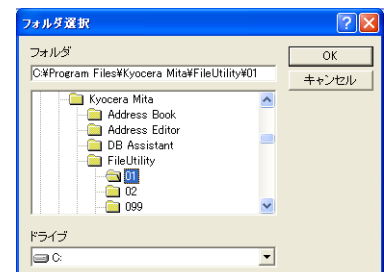 フォルダ選択
フォルダ
OK
C:¥Program Files¥Kyocera Mita¥FileUtility¥01
キャンセル
Kyocera Mita
Address Book
Address Editor
DB Assistant
FileUtility
01
02
099
ドライブ
C: